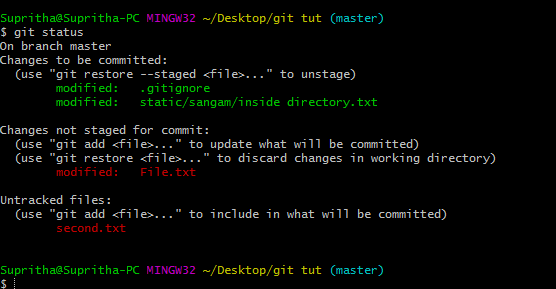 Supritha@Supritha-PC MINGW32 ~/Desktop/git tut (master)
$ git status
On branch master
Changes to be committed:
  (use "git restore --staged <file>..." to unstage)
        modified:   .gitignore
        modified:   static/sangam/inside directory.txt

Changes not staged for commit:
  (use "git add <file>..." to update what will be committed)
  (use "git restore <file>..." to discard changes in working directory)
        modified:   File.txt

Untracked files:
  (use "git add <file>..." to include in what will be committed)
        second.txt

Supritha@Supritha-PC MINGW32 ~/Desktop/git tut (master)
$